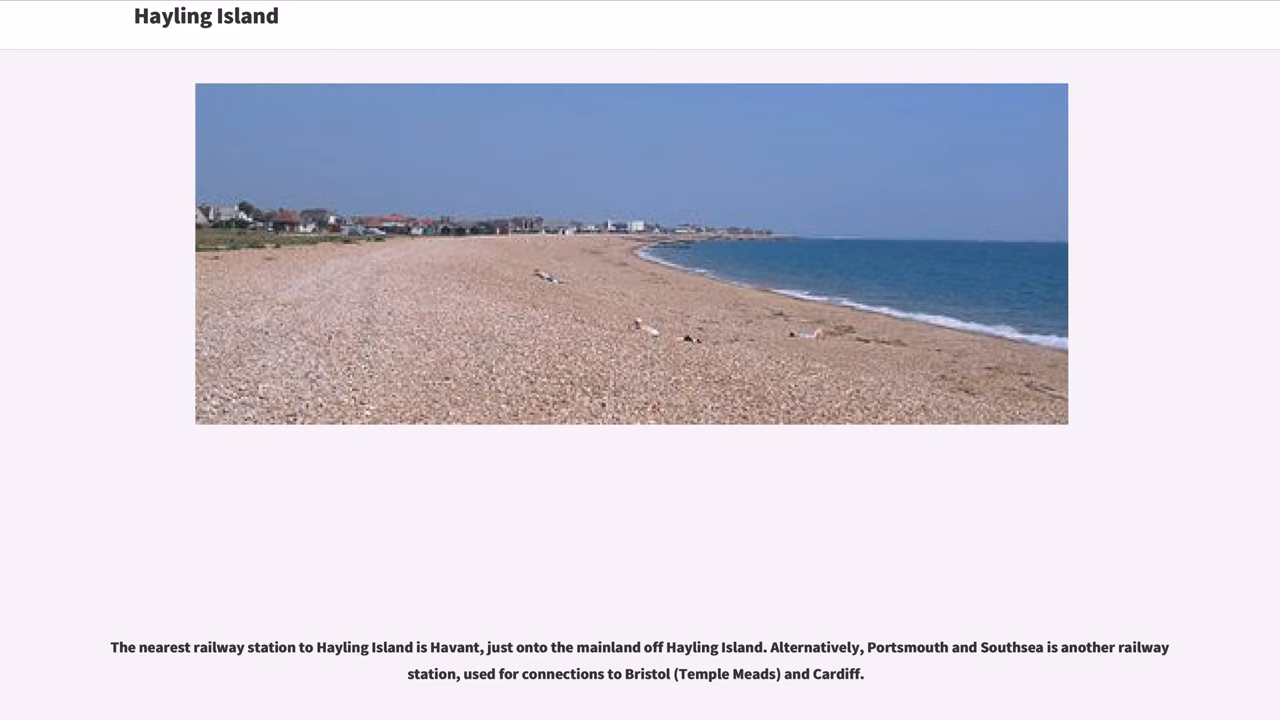 Hayling Island
The nearest railway station to Hayling Island is Havant, just onto the mainland off Hayling Island. Alternatively, Portsmouth and Southsea is another railway
station, used for connections to Bristol (Temple Meads) and Cardiff.